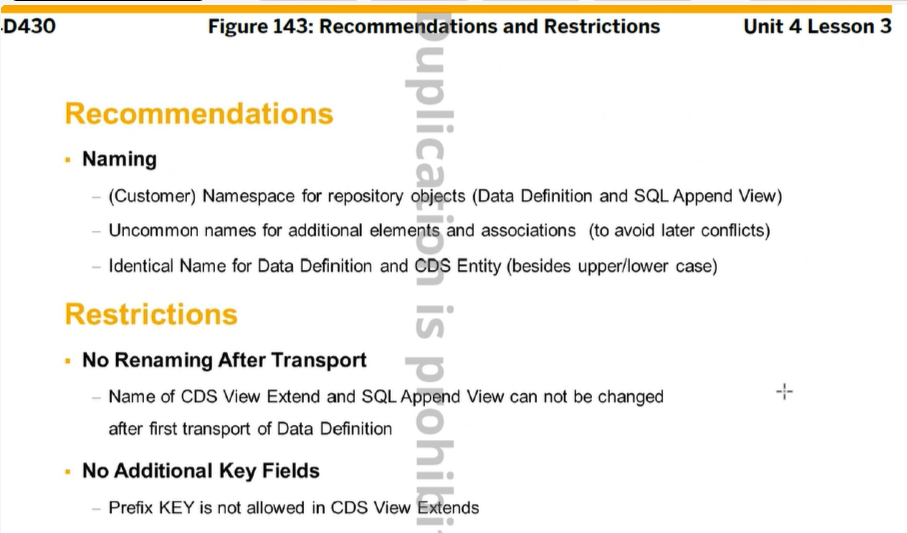 -D430 Figure 143: Recommendations and Restrictions Unit 4 Lesson 3
Recommendations
▪ Naming
– (Customer) Namespace for repository objects (Data Definition and SQL Append View)
– Uncommon names for additional elements and associations (to avoid later conflicts)
– Identical Name for Data Definition and CDS Entity (besides upper/lower case)
Restrictions
▪ No Renaming After Transport
– Name of CDS View Extend and SQL Append View can not be changed
after first transport of Data Definition
▪ No Additional Key Fields
– Prefix KEY is not allowed in CDS View Extends
Duplication is prohibi